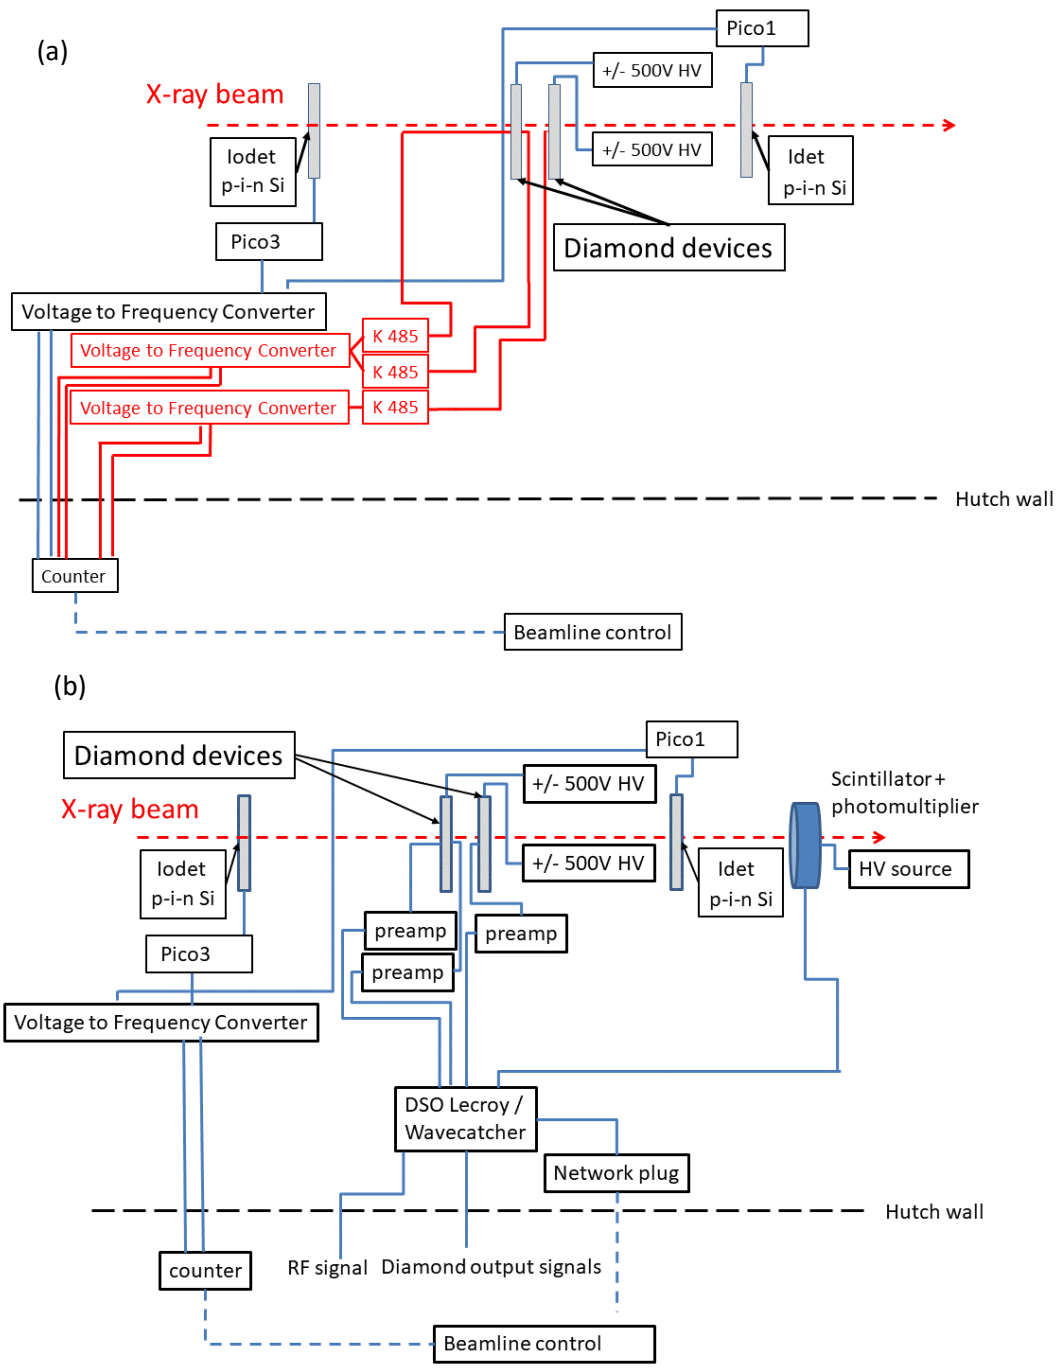 (a)
Pico1
+/- 500V HV
X-ray beam
+/- 500V HV
Iodet
p-i-n Si
Idet
p-i-n Si
Pico3
Diamond devices
Voltage to Frequency Converter
K 485
Voltage to Frequency Converter
K 485
Voltage to Frequency Converter
K 485
Hutch wall
Counter
Beamline control
(b)
Diamond devices
Pico1
+/- 500V HV
Scintillator +
photomultiplier
X-ray beam
+/- 500V HV
HV source
Iodet
p-i-n Si
Idet
p-i-n Si
preamp
preamp
Pico3
preamp
Voltage to Frequency Converter
DSO Lecroy /
Wavecatcher
Network plug
Hutch wall
counter
RF signal
Diamond output signals
Beamline control